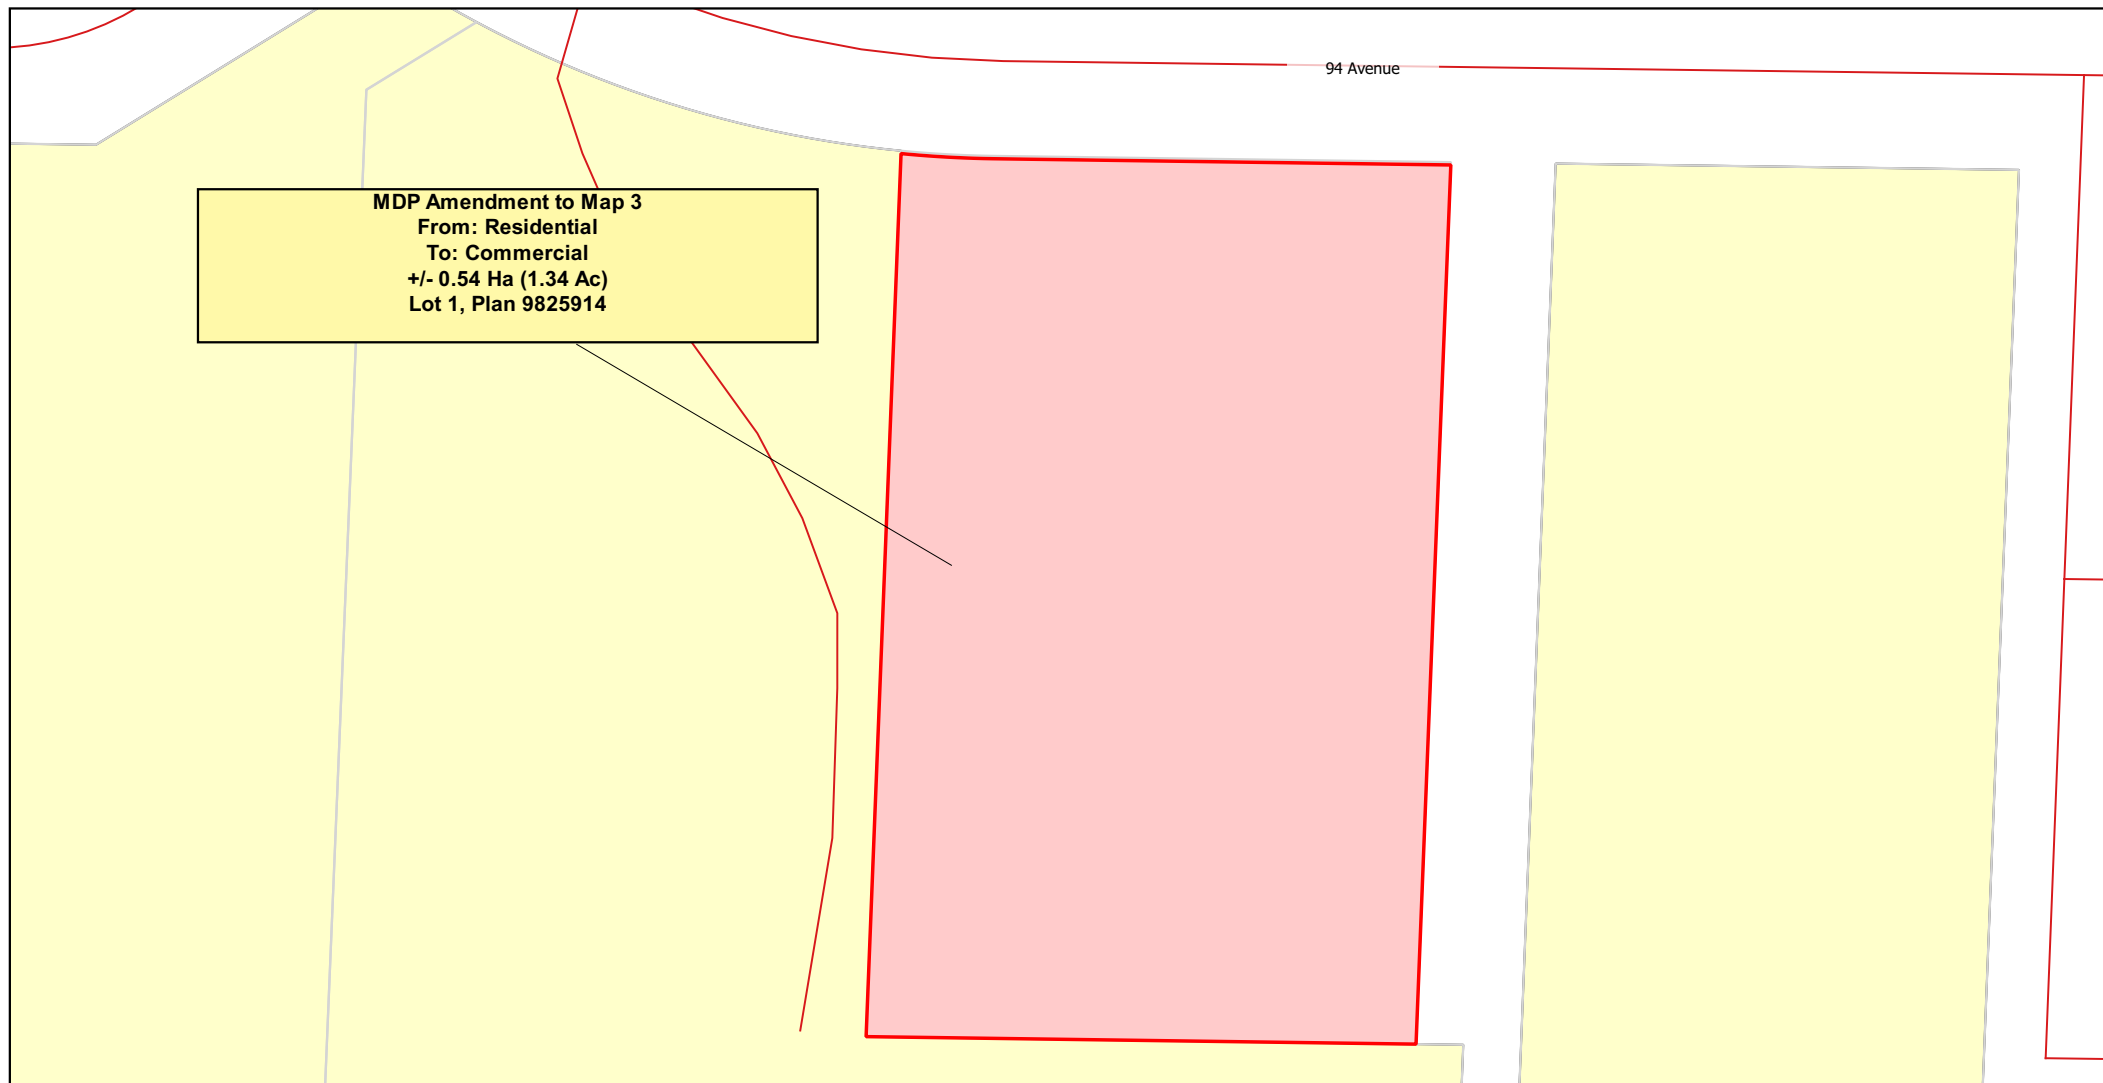 94 Avenue
MDP Amendment to Map 3
From: Residential
To: Commercial
+/- 0.54 Ha (1.34 Ac)
Lot 1, Plan 9825914